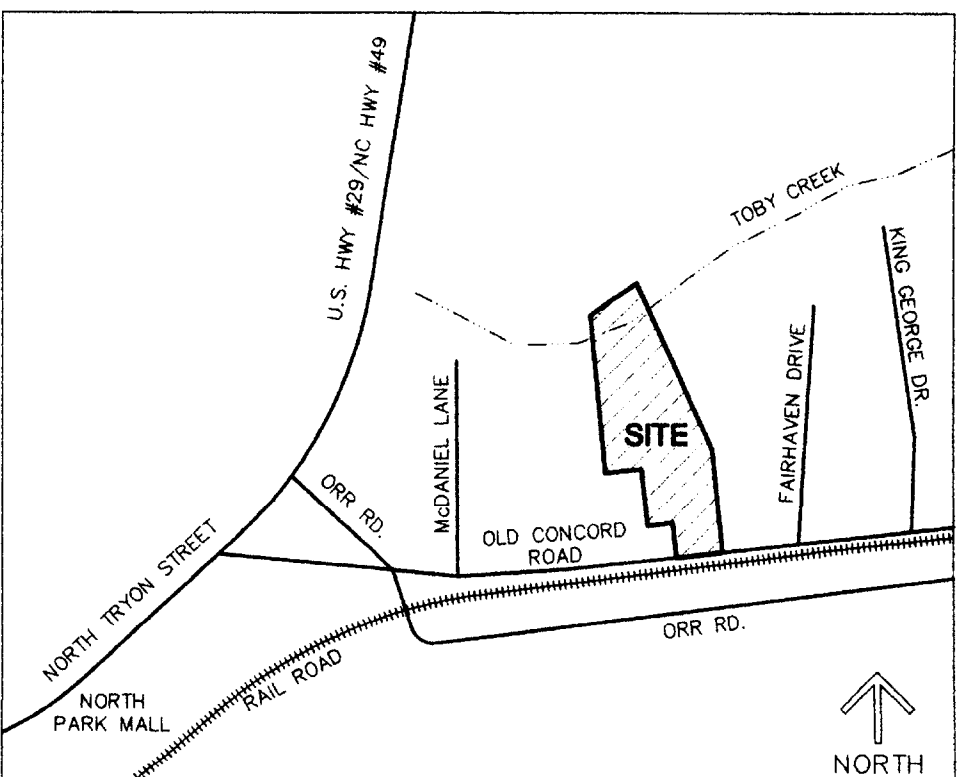 U.S. HWY #29/NC HWY #49
TOBY CREEK
KING GEORGE DR.
FAIRHAVEN DRIVE
McDANIEL LANE
SITE
ORR RD.
OLD CONCORD
ROAD
NORTH TRYON STREET
ORR RD.
RAIL ROAD
NORTH
PARK MALL
NORTH